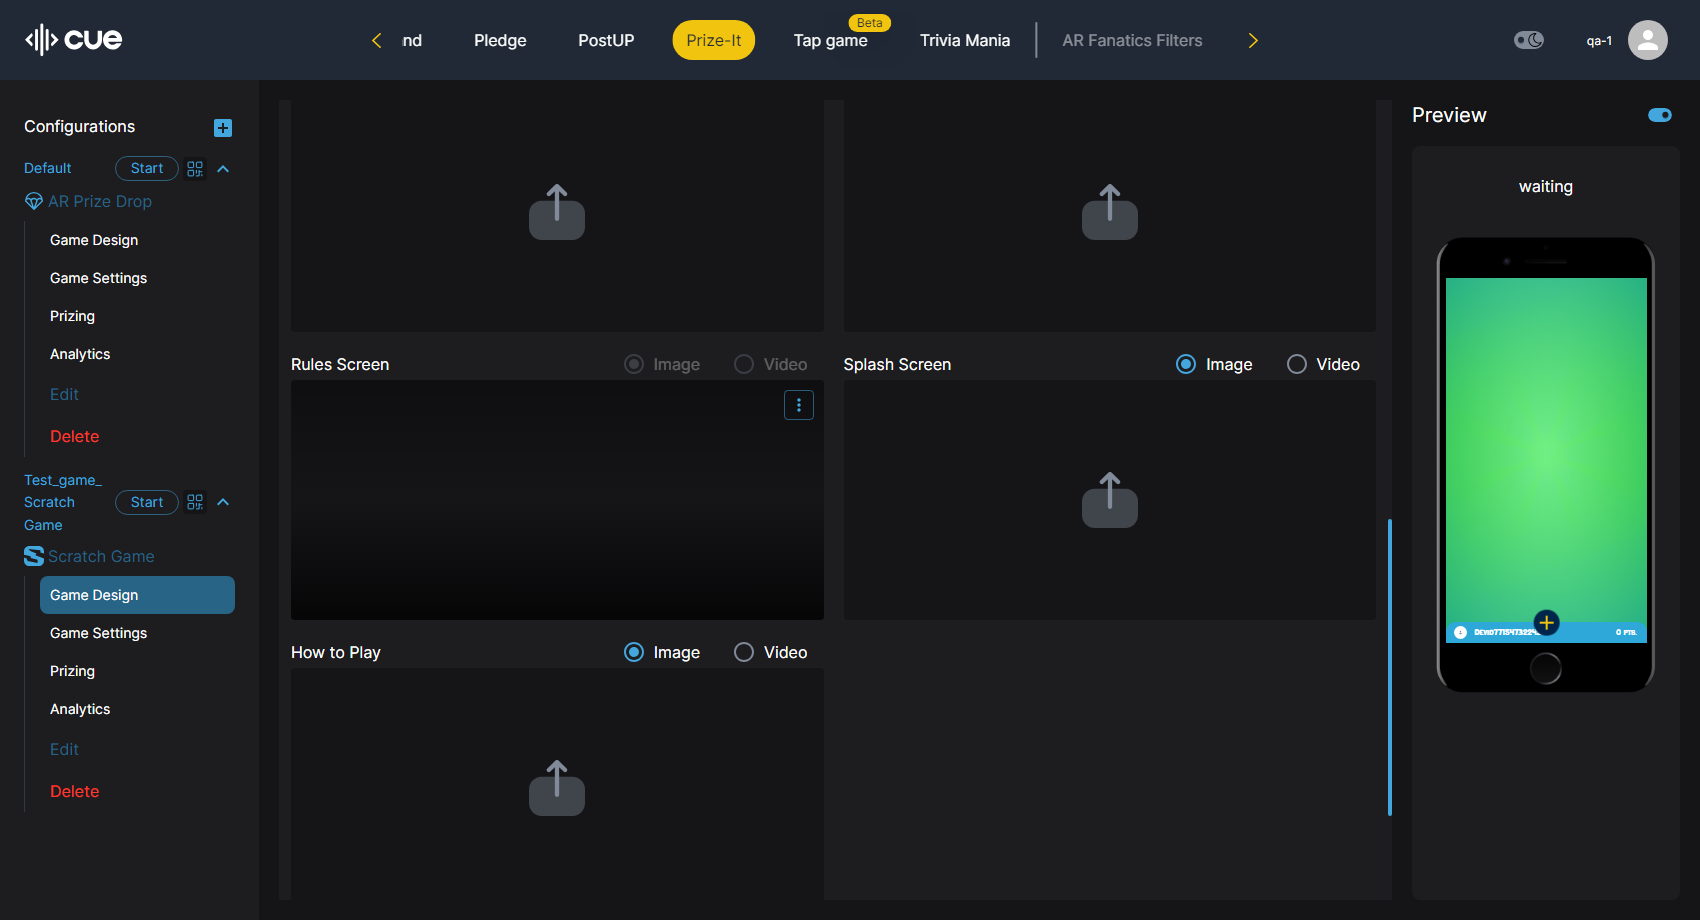 cue
nd
Pledge
PostUP
Prize-It
Beta
Tap game
Trivia Mania
AR Fanatics Filters
qa-1
Configurations
Default
Start
AR Prize Drop
Game Design
Game Settings
Prizing
Analytics
Edit
Delete
Test_game_
Scratch
Game
Start
Scratch Game
Game Design
Game Settings
Prizing
Analytics
Edit
Delete
Rules Screen
Image
Video
Splash Screen
Image
Video
How to Play
Image
Video
Preview
waiting
0 PTS.